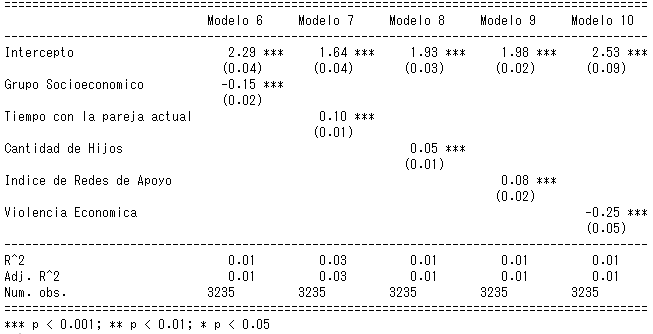 Modelo 6 Modelo 7 Modelo 8 Modelo 9 Modelo 10
Intercepto 2.29 *** 1.64 *** 1.93 *** 1.98 *** 2.53 ***
(0.04) (0.04) (0.03) (0.02) (0.09)
Grupo Socioeconomico -0.15 ***
(0.02)
Tiempo con la pareja actual 0.10 ***
(0.01)
Cantidad de Hijos 0.05 ***
(0.01)
Indice de Redes de Apoyo 0.08 ***
(0.02)
Violencia Economica -0.25 ***
(0.05)
R^2 0.01 0.03 0.01 0.01 0.01
Adj. R^2 0.01 0.03 0.01 0.01 0.01
Num. obs. 3235 3235 3235 3235 3235
*** p < 0.001; ** p < 0.01; * p < 0.05